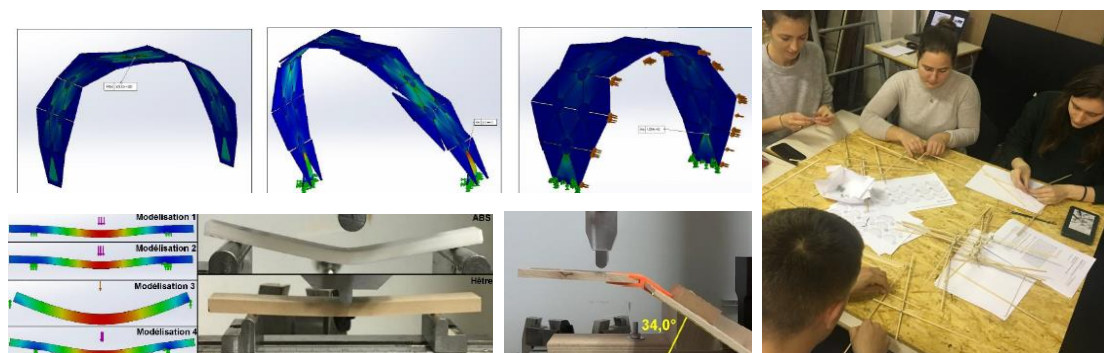 Modélisation 1
Modélisation 2
Modélisation 3
Modélisation 4
ABS
Hêtre
34,0°